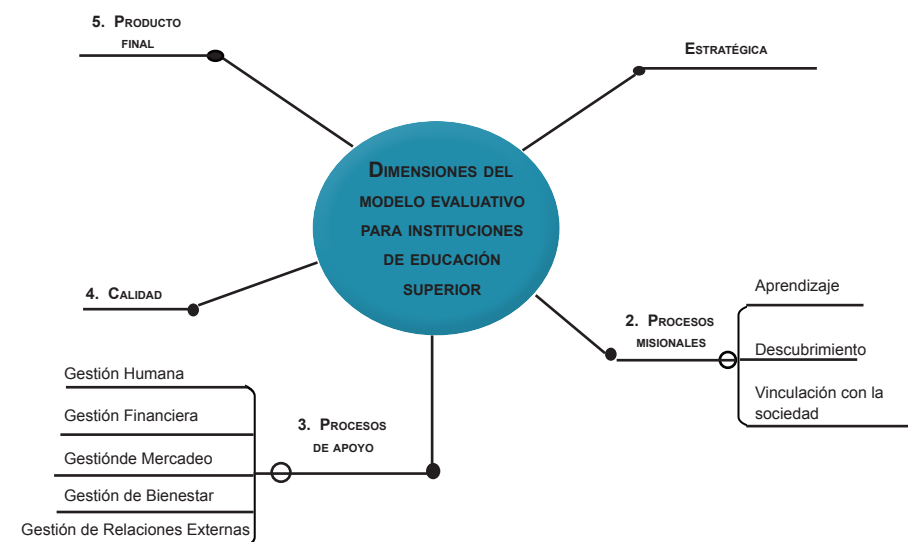 5. Producto
final
Estratégica
Dimensiones del
modelo evaluativo
para instituciones
de educación
superior
4. Calidad
2. Procesos
misionales
Aprendizaje
Descubrimiento
Vinculación con la
sociedad
3. Procesos
de apoyo
Gestión Humana
Gestión Financiera
Gestiónde Mercadeo
Gestión de Bienestar
Gestión de Relaciones Externas